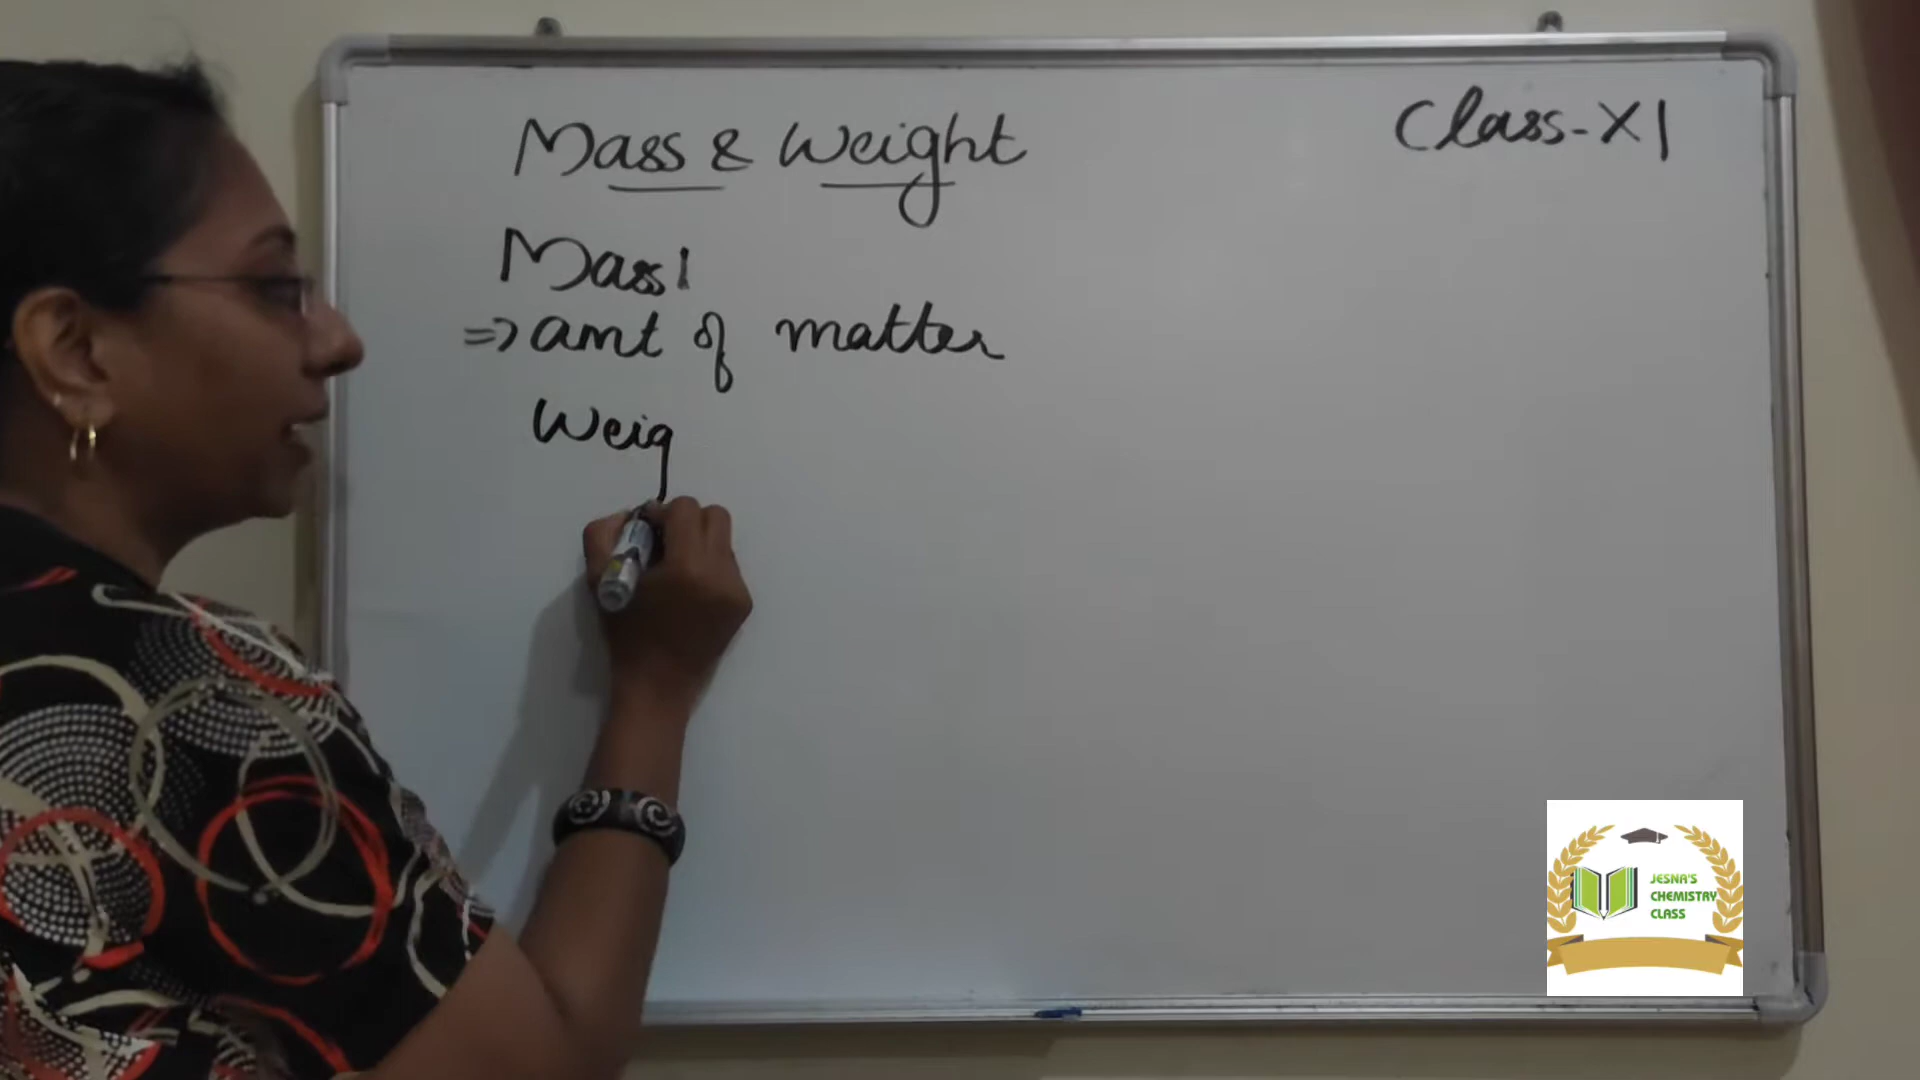 Mass & Weight
Class-XI
Mass
⇒ amt of matter
Weig
JESNA'S
CHEMISTRY
CLASS